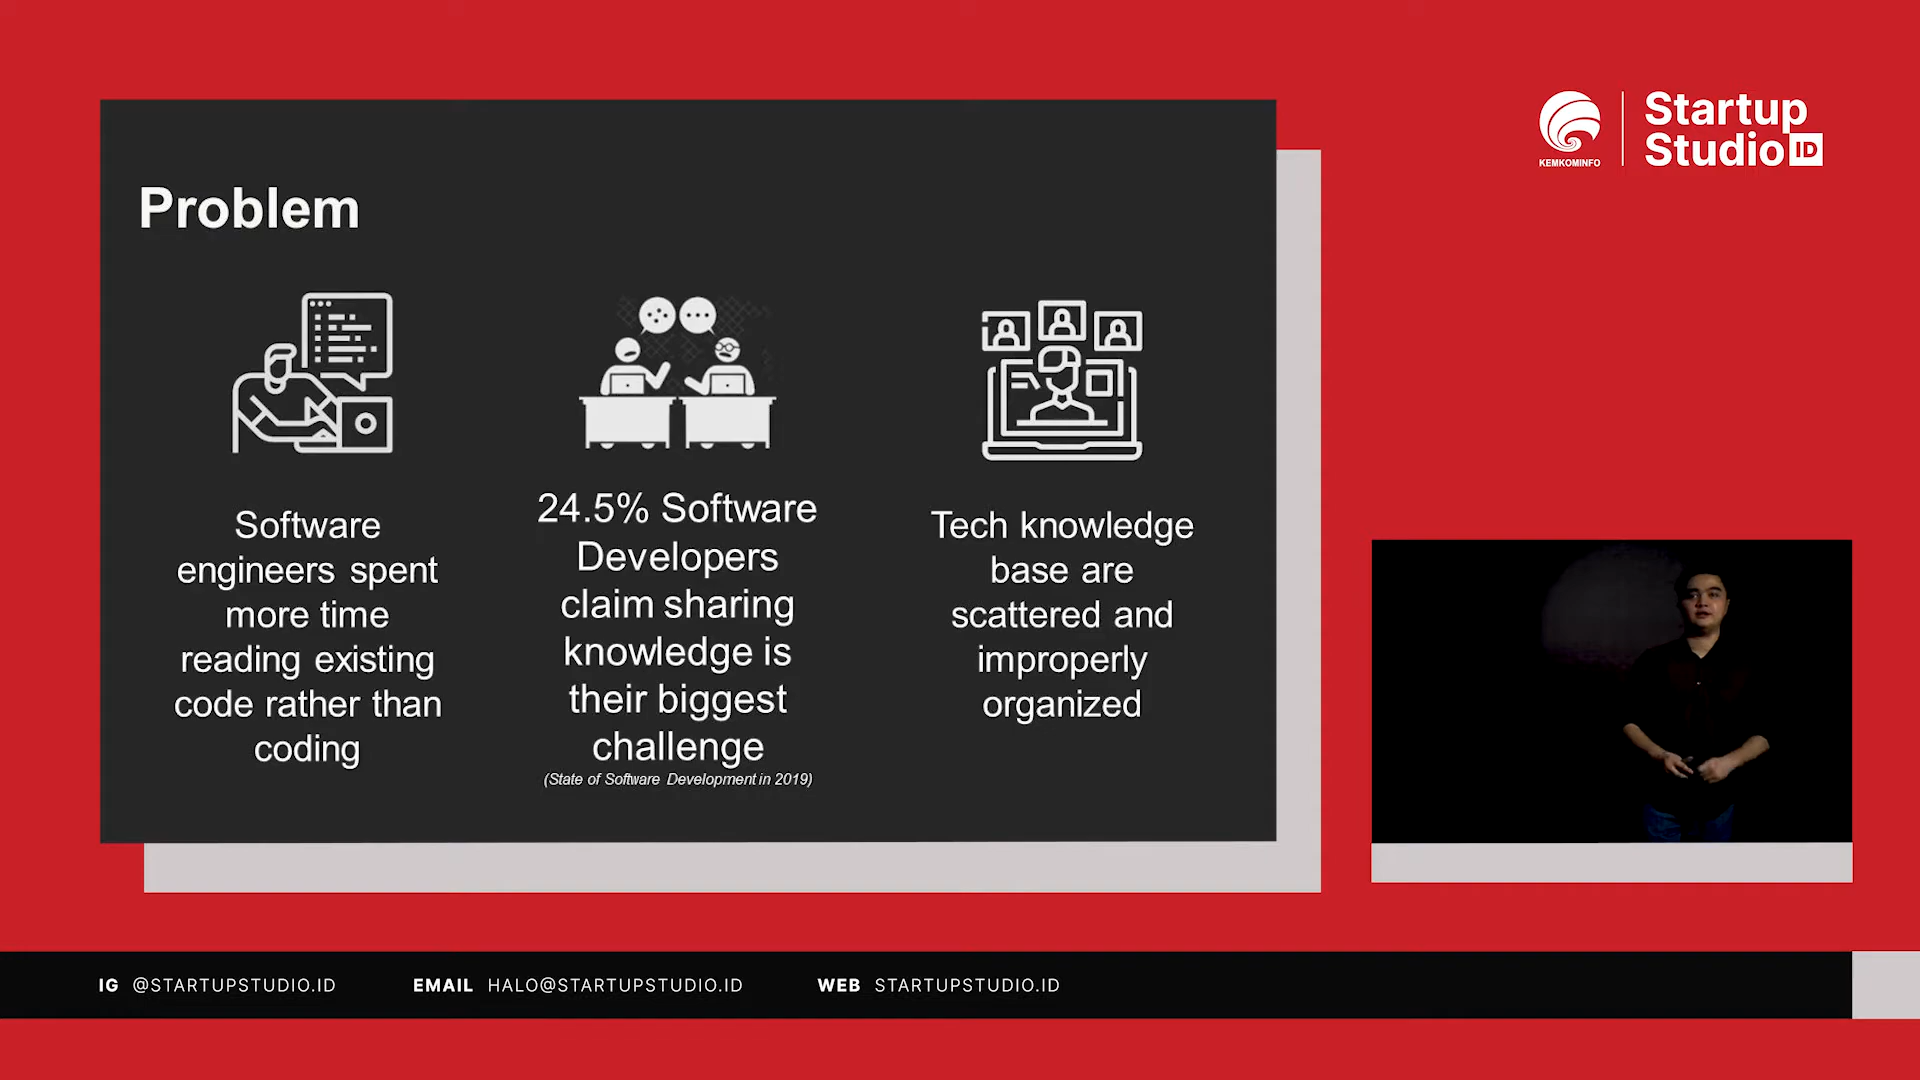 KEMKOMINFO
Startup
Studio ID
Problem
Software
engineers spent
more time
reading existing
code rather than
coding
24.5% Software
Developers
claim sharing
knowledge is
their biggest
challenge
(State of Software Development in 2019)
Tech knowledge
base are
scattered and
improperly
organized
IG @STARTUPSTUDIO.ID EMAIL HALO@STARTUPSTUDIO.ID WEB STARTUPSTUDIO.ID